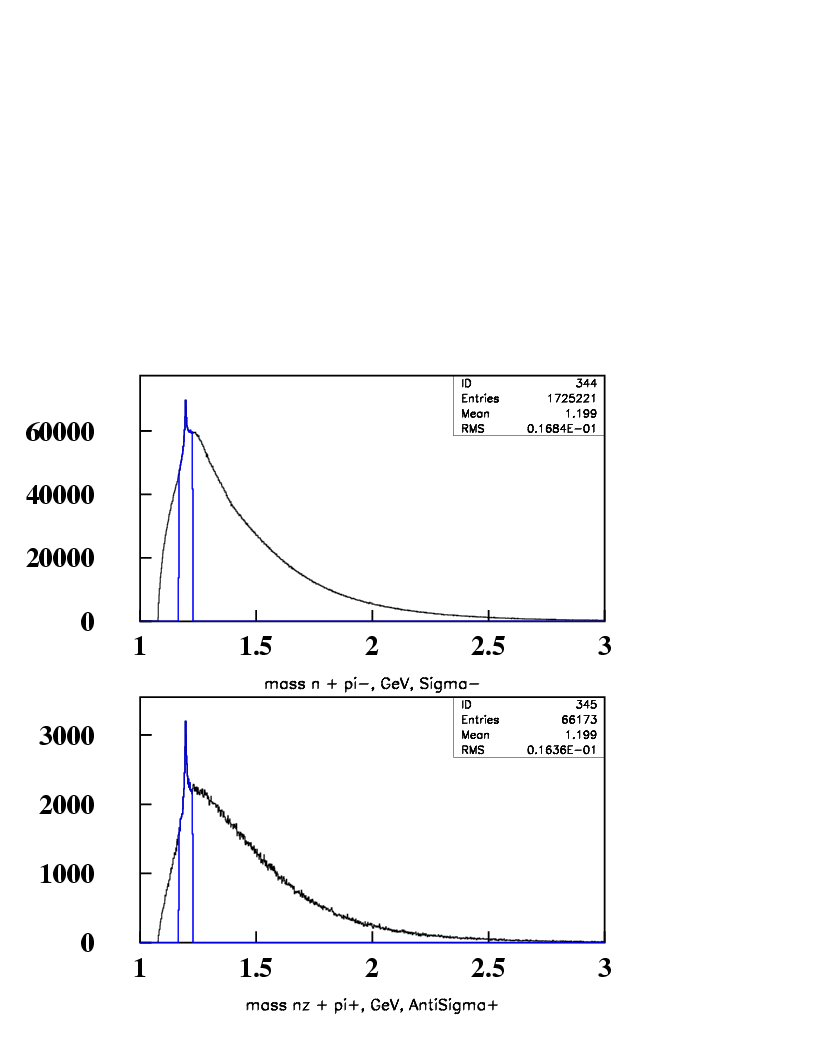 ID 344
Entries 1725221
Mean 1.199
RMS 0.1684E-01
60000
40000
20000
0
1 1.5 2 2.5 3
mass n + pi-, GeV, Sigma-
ID 345
Entries 66173
Mean 1.199
RMS 0.1636E-01
3000
2000
1000
0
1 1.5 2 2.5 3
mass nz + pi+, GeV, AntiSigma+